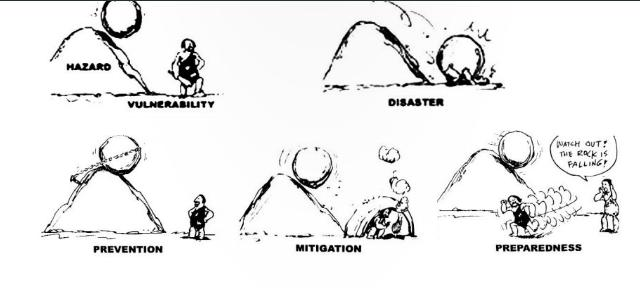 HAZARD
VULNERABILITY
DISASTER
WATCH OUT!
THE ROCK IS
FALLING!
PREVENTION
MITIGATION
PREPAREDNESS